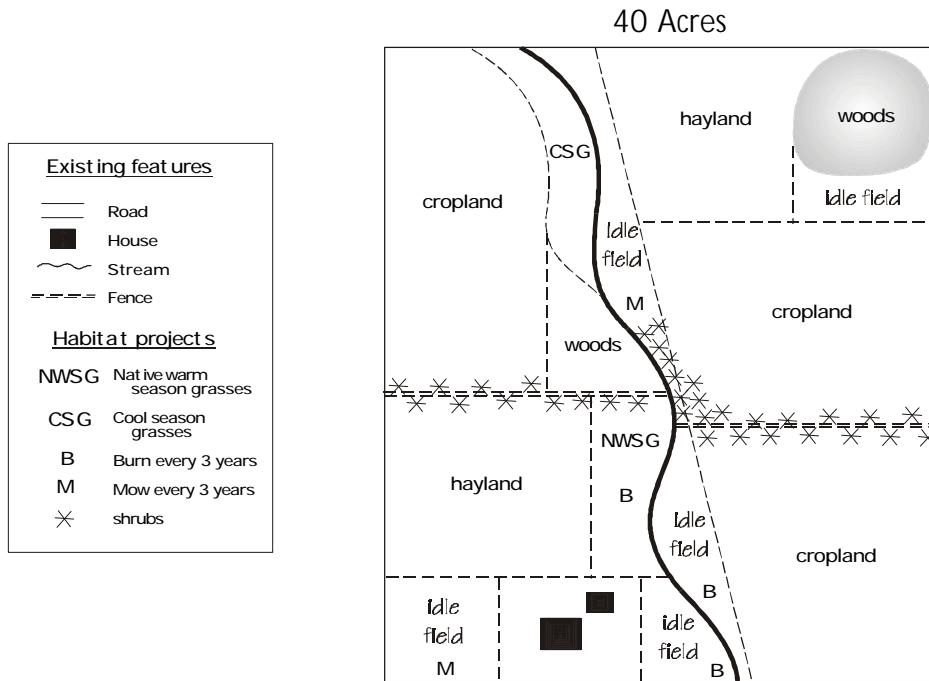 40 Acres
Existing features
Road
House
Stream
Fence
Habitat projects
NWSG Native warm
season grasses
CSG Cool season
grasses
B Burn every 3 years
M Mow every 3 years
shrubs
hayland
woods
CSG
cropland
idle field
Idle
field
M
cropland
woods
NWSG
hayland
B
Idle
field
cropland
B
idle
field
M
idle
field
B